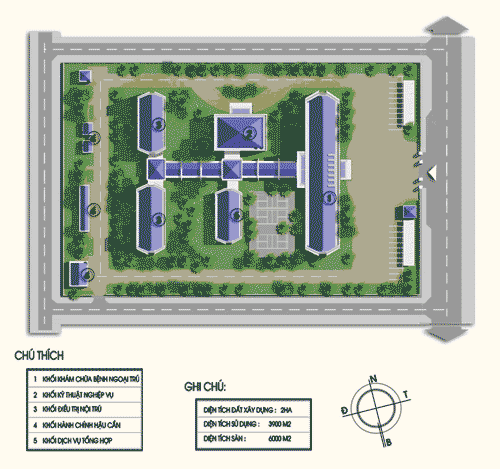 CHÚ THÍCH
1 KHỐI KHÁM CHỮA BỆNH NGOẠI TRÚ
2 KHỐI KỸ THUẬT NGHIỆP VỤ
3 KHỐI ĐIỀU TRỊ NỘI TRÚ
4 KHỐI HÀNH CHÍNH HẬU CẦN
5 KHỐI DỊCH VỤ TỔNG HỢP
GHI CHÚ:
DIỆN TÍCH ĐẤT XÂY DỰNG : 2HA
DIỆN TÍCH SỬ DỤNG : 3900 M2
DIỆN TÍCH SÀN : 6000 M2
N
Đ T
B